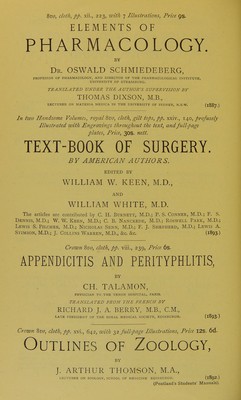 8vo, cloth, pp. xii., 223, with 7 Illustrations, Price 9s.
ELEMENTS OF
PHARMACOLOGY.
BY
DR. OSWALD SCHMIEDEBERG,
PROFESSOR OF PHARMACOLOGY, AND DIRECTOR OF THE PHARMACOLOGICAL INSTITUTE,
UNIVERSITY OF STRASSBURG.
TRANSLATED UNDER THE AUTHOR'S SUPERVISION BY
THOMAS DIXSON, M.B.,
LECTURER ON MATERIA MEDICA IN THE UNIVERSITY OF SYDNEY, N.S.W. [1887]
In two Handsome Volumes, royal 8vo, cloth, gilt tops, pp. 1240, profusely
Illustrated with Engravings throughout the text, and full-page
plates, Price, 30s. nett.
TEXT-BOOK OF SURGERY.
BY AMERICAN AUTHORS.
EDITED BY
WILLIAM W. KEEN, M.D.,
AND
WILLIAM WHITE, M.D.
The articles are contributed by C. H. BURNETT, M.D.; P. S. CONNER, M.D.; F. S.
DENNIS, M.D.; W. W. KEEN, M.D.; C. B. NANCREDE, M.D.; ROSWELL PARK, M.D.;
LEWIS S. PILCHER, M.D.; NICHOLAS SENN, M.D.; F. J. SHEPHERD, M.D.; LEWIS A.
STIMSON, M.D.; J. COLLINS WARREN, M.D., &c. &c. [1893]
Crown 8vo, cloth, pp. viii., 239, Price 6s.
APPENDICITIS AND PERITYPHLITIS,
BY
CH. TALAMON,
PHYSICIAN TO THE TENON HOSPITAL, PARIS.
TRANSLATED FROM THE FRENCH BY
RICHARD J. A. BERRY, M.B., C.M.,
LATE PRESIDENT OF THE ROYAL MEDICAL SOCIETY, EDINBURGH. [1893]
Crown 8vo, cloth, pp. xvi., 641, with 32 full-page Illustrations, Price 12s. 6d.
OUTLINES OF ZOOLOGY,
BY
J. ARTHUR THOMSON, M.A.,
LECTURER ON ZOOLOGY, SCHOOL OF MEDICINE, EDINBURGH. [1892]
(Pentland's Students' Manuals)